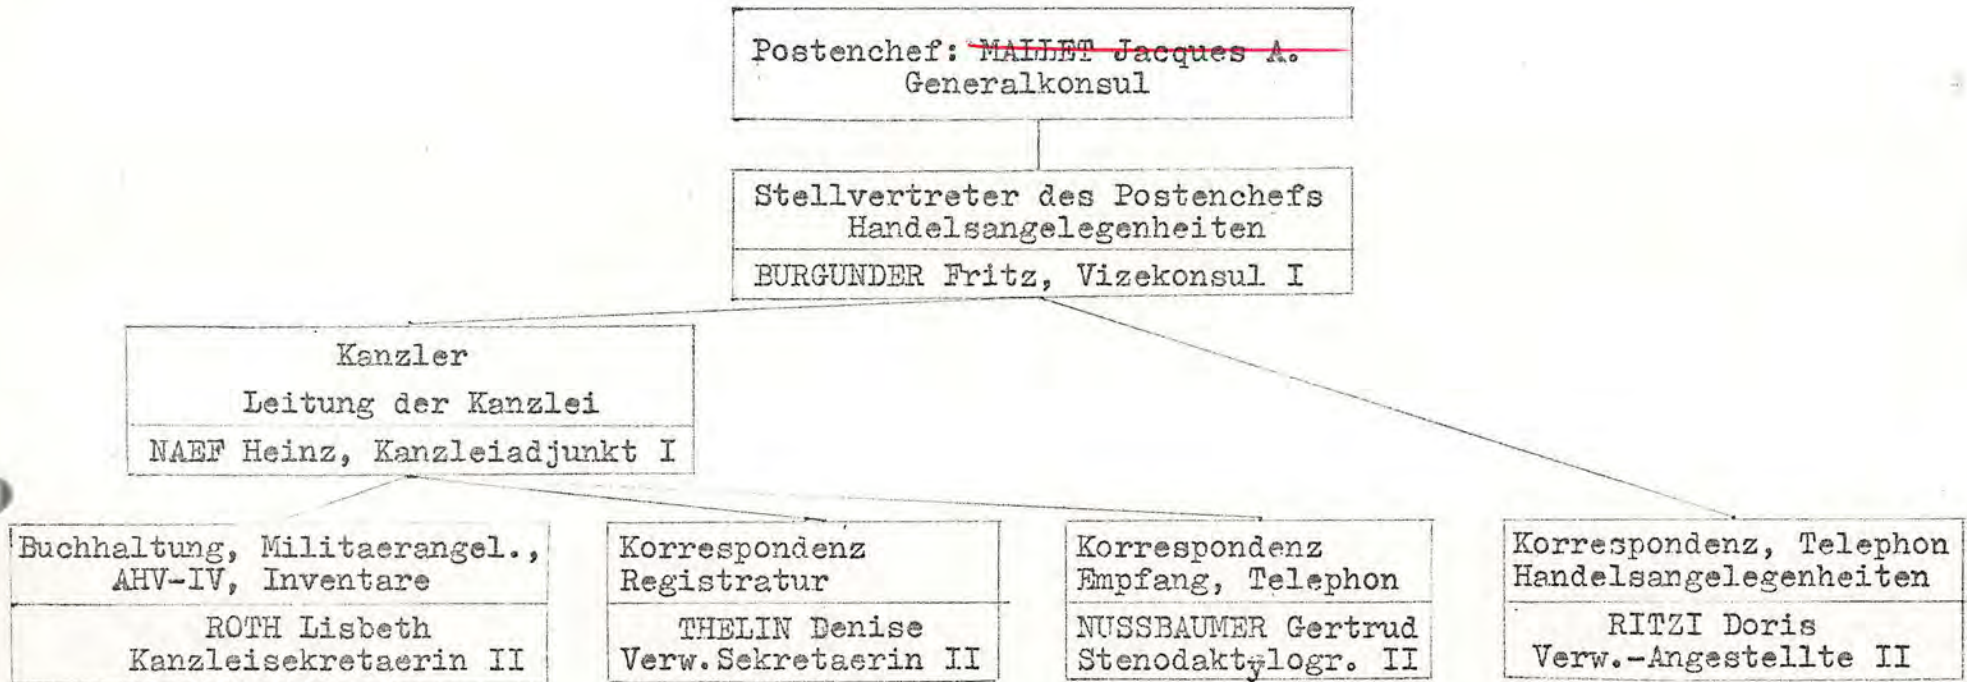 Postenchef: MALLET Jacques A.
Generalkonsul
Stellvertreter des Postenchefs
Handelsangelegenheiten
BURGUNDER Fritz, Vizekonsul I
Kanzler
Leitung der Kanzlei
NAEF Heinz, Kanzleiadjunkt I
Buchhaltung, Militaerangel.,
AHV-IV, Inventare
ROTH Lisbeth
Kanzleisekretaerin II
Korrespondenz
Registratur
THELIN Denise
Verw.Sekretaerin II
Korrespondenz
Empfang, Telephon
NUSSBAUMER Gertrud
Stenodaktylogr. II
Korrespondenz, Telephon
Handelsangelegenheiten
RITZI Doris
Verw.-Angestellte II